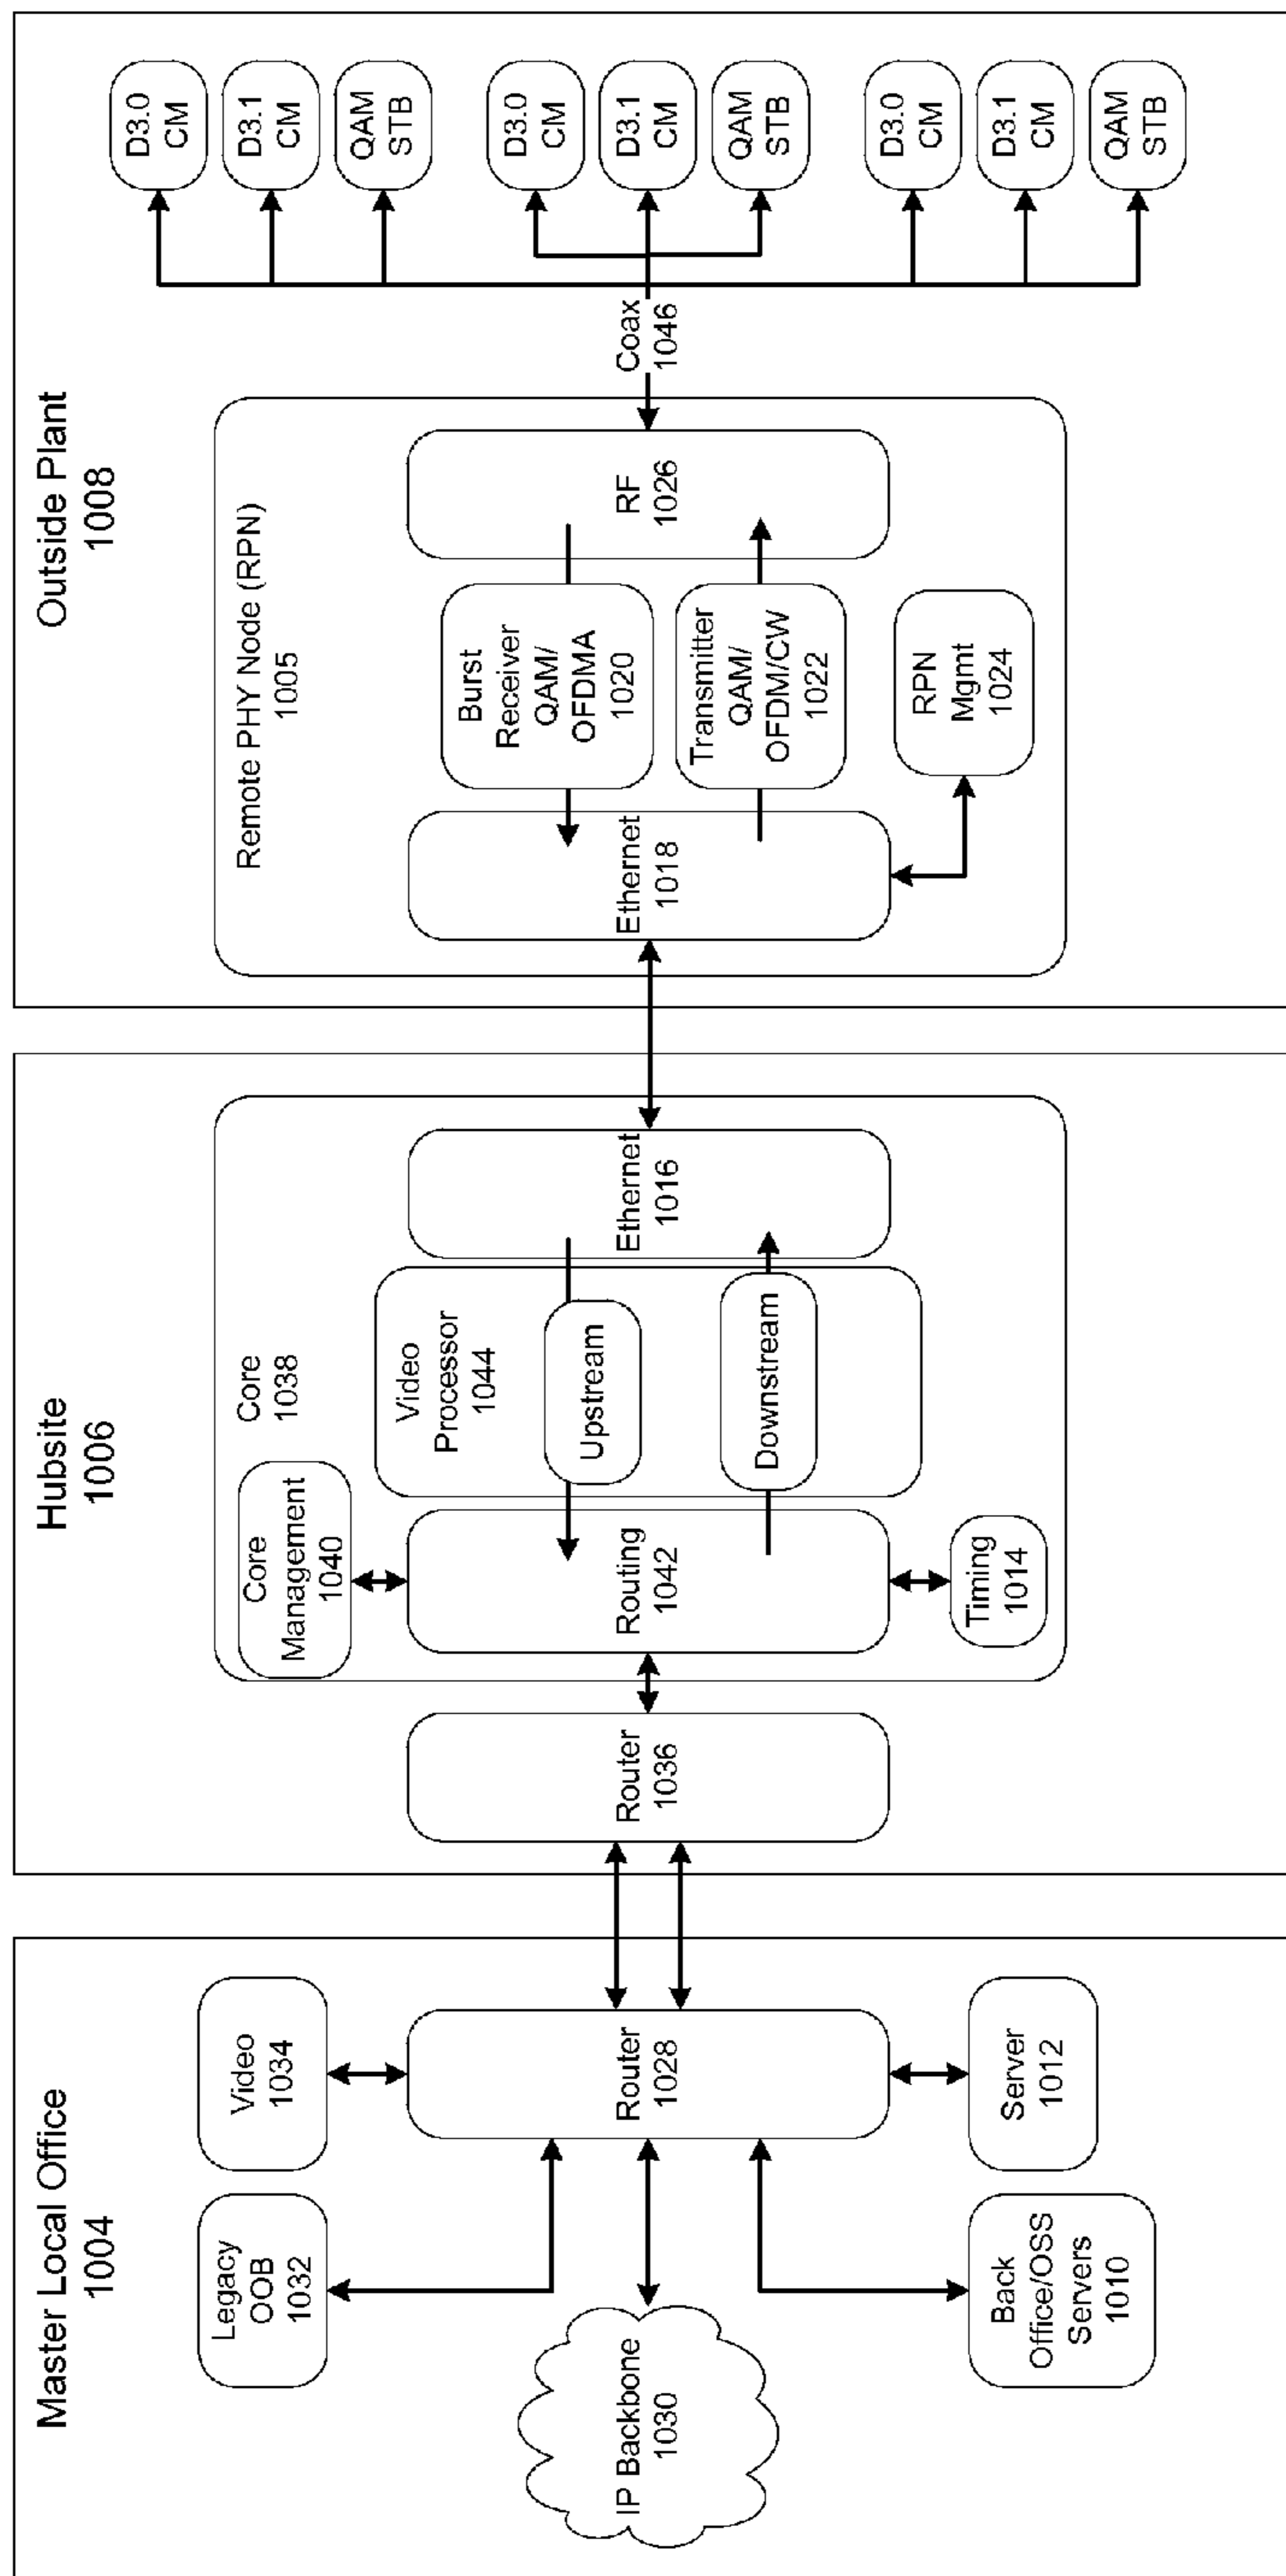 Master Local Office
1004
Legacy
OOB
1032
Video
1034
IP Backbone
1030
Router
1028
Back
Office/OSS
Servers
1010
Server
1012
Hubsite
1006
Router
1036
Core
1038
Core
Management
1040
Routing
1042
Timing
1014
Video
Processor
1044
Upstream
Downstream
Ethernet
1016
Outside Plant
1008
Remote PHY Node (RPN)
1005
Ethernet
1018
Burst
Receiver
QAM/
OFDMA
1020
Transmitter
QAM/
OFDM/CW
1022
RPN
Mgmt
1024
RF
1026
Coax
1046
D3.0
CM
D3.1
CM
QAM
STB
D3.0
CM
D3.1
CM
QAM
STB
D3.0
CM
D3.1
CM
QAM
STB